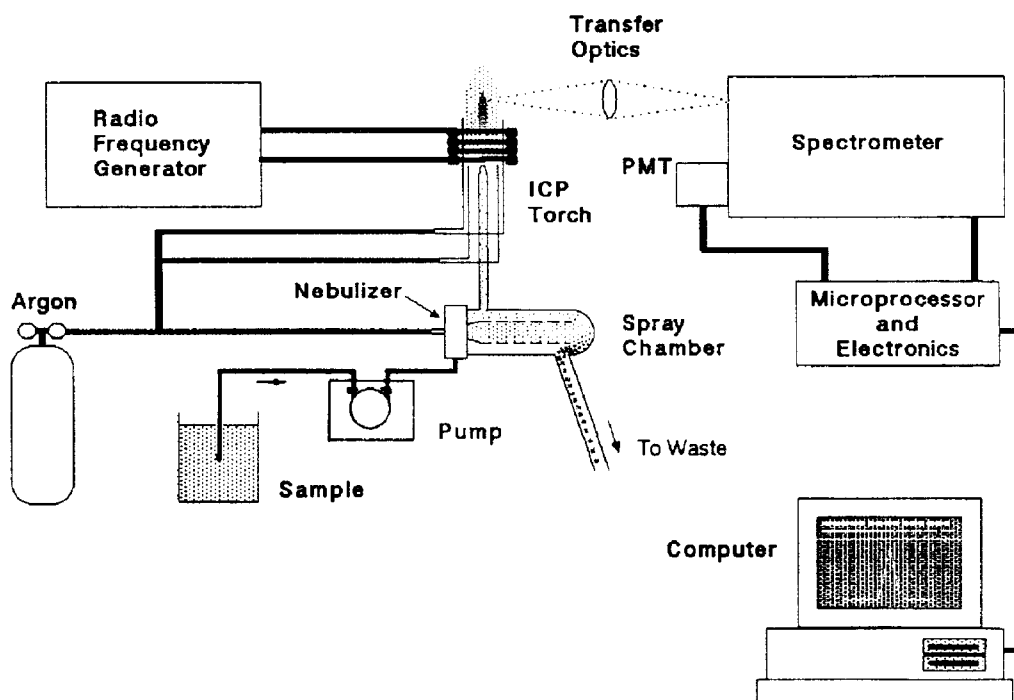 Transfer
Optics
Radio
Frequency
Generator
Spectrometer
PMT
ICP
Torch
Argon
Nebulizer
Microprocessor
and
Electronics
Spray
Chamber
Pump
To Waste
Sample
Computer